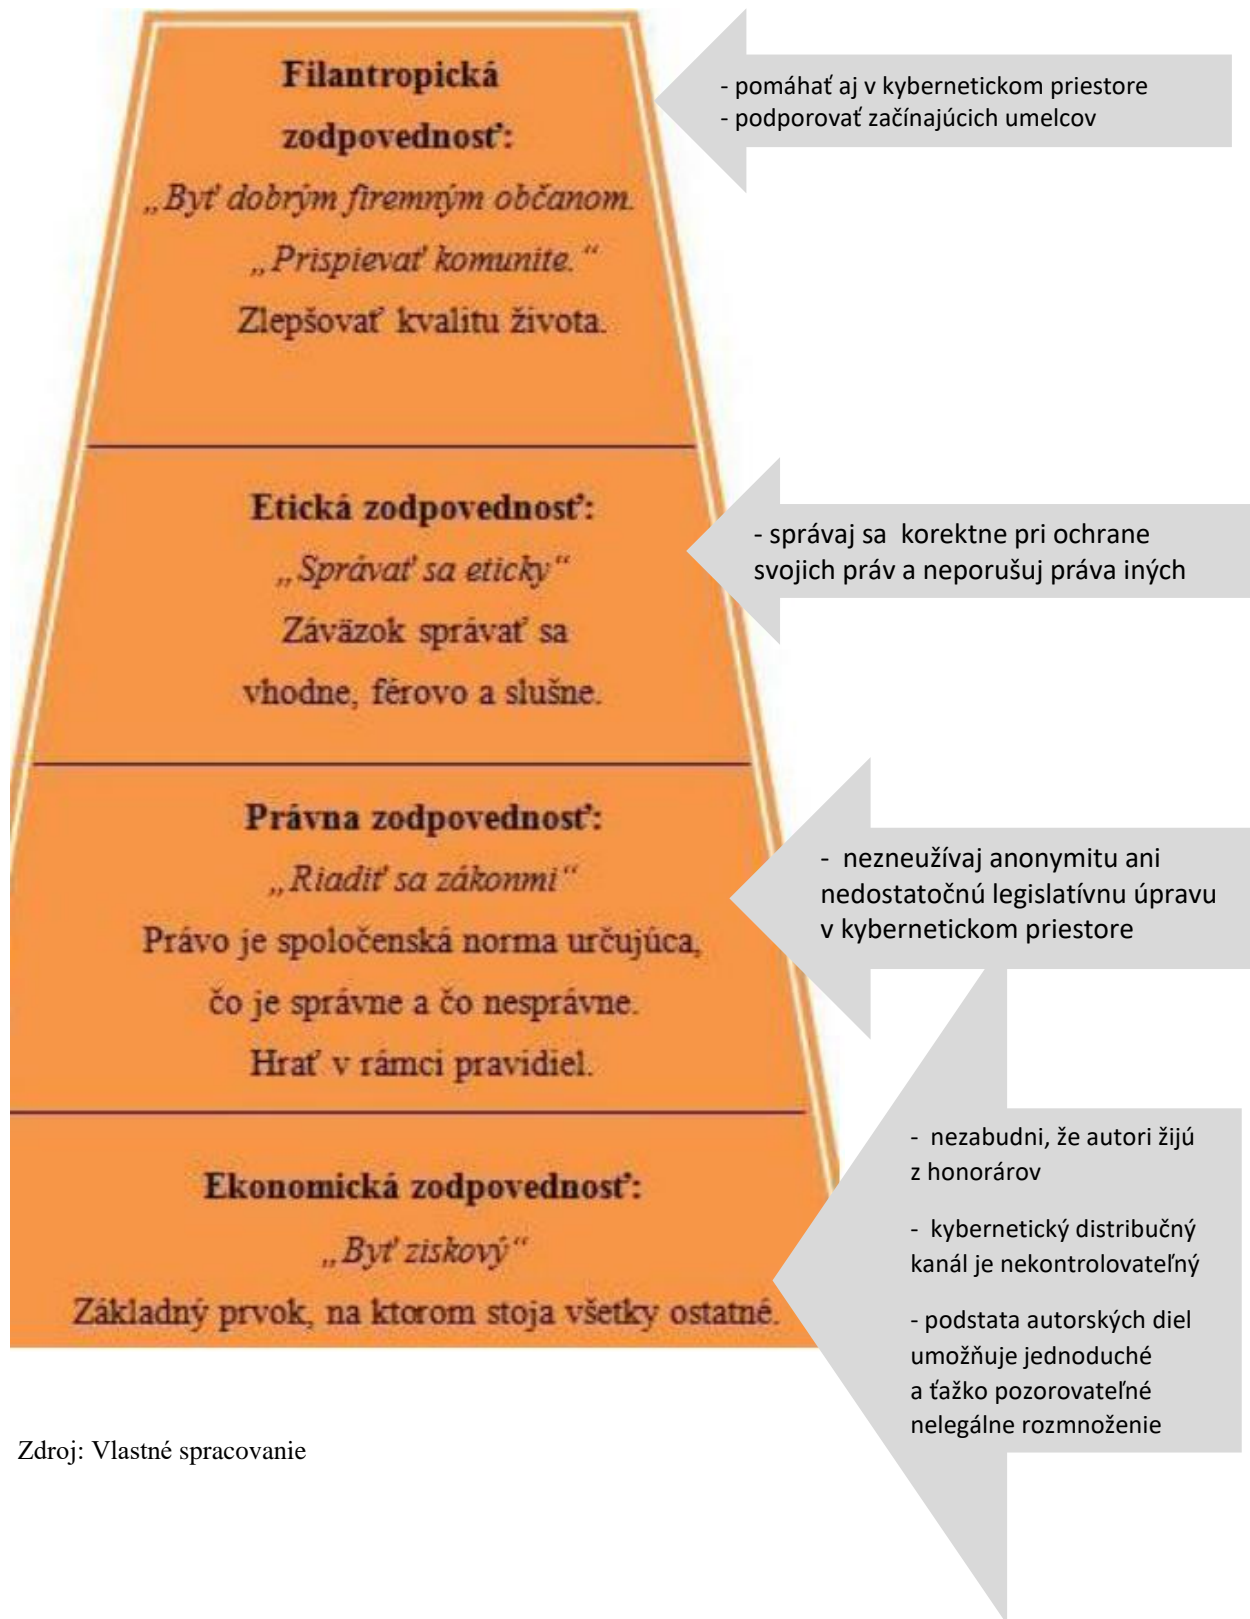 Filantropická
zodpovednosť:
„Byť dobrým firemným občanom.
„Prispievať komunite.“
Zlepšovať kvalitu života.
- pomáhať aj v kybernetickom priestore
- podporovať začínajúcich umelcov
Etická zodpovednosť:
„Správať sa eticky“
Záväzok správať sa
vhodne, férovo a slušne.
- správaj sa korektne pri ochrane
svojich práv a neporušuj práva iných
Právna zodpovednosť:
„Riadiť sa zákonmi“
Právo je spoločenská norma určujúca,
čo je správne a čo nesprávne.
Hrať v rámci pravidiel.
- nezneužívaj anonymitu ani
nedostatočnú legislatívnu úpravu
v kybernetickom priestore
Ekonomická zodpovednosť:
„Byť ziskový“
Základný prvok, na ktorom stoja všetky ostatné.
- nezabudni, že autori žijú
z honorárov
- kybernetický distribučný
kanál je nekontrolovateľný
- podstata autorských diel
umožňuje jednoduché
a ťažko pozorovateľné
nelegálne rozmnoženie
Zdroj: Vlastné spracovanie